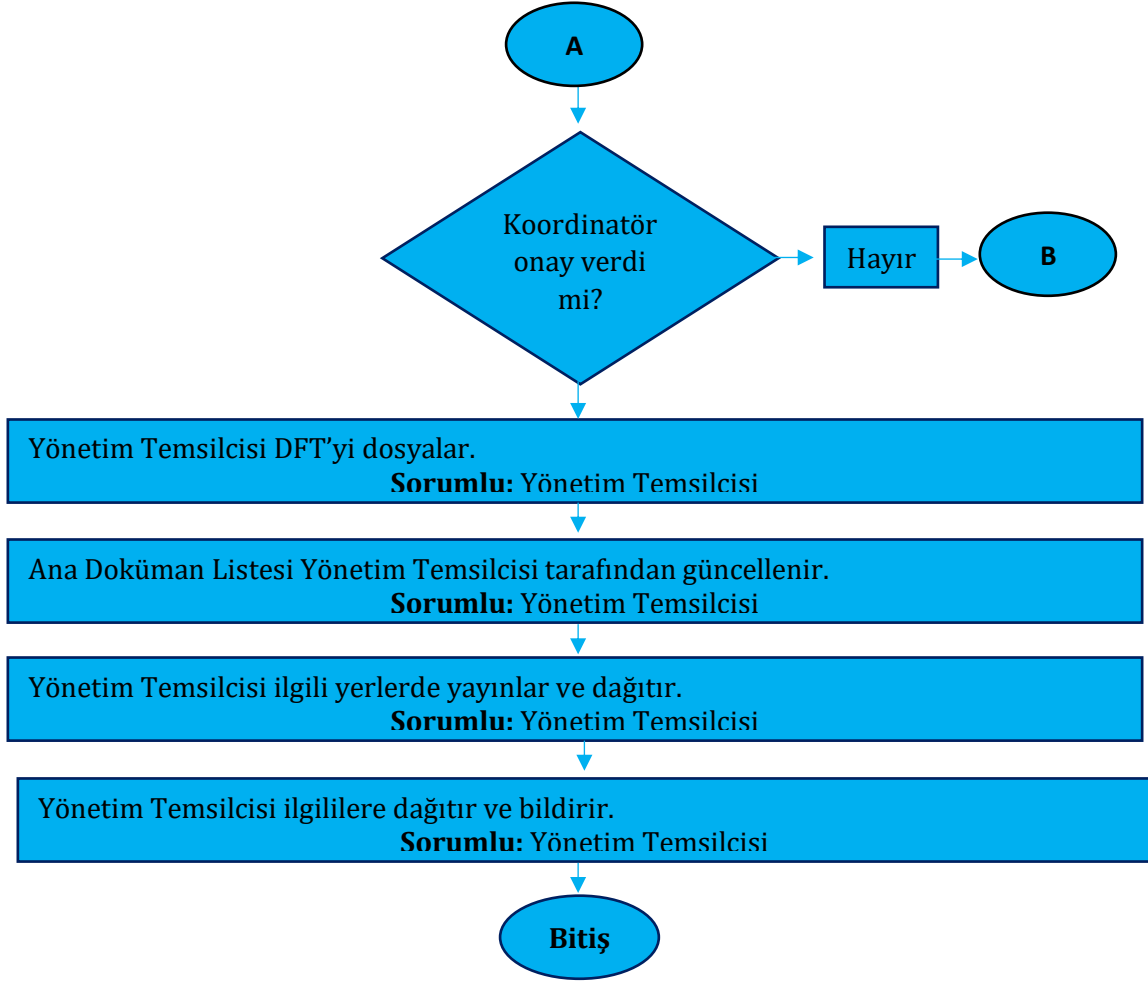 A
Koordinatör
onay verdi
mi?
Hayır
B
Yönetim Temsilcisi DFT’yi dosyalar.
Sorumlu: Yönetim Temsilcisi
Ana Doküman Listesi Yönetim Temsilcisi tarafından güncellenir.
Sorumlu: Yönetim Temsilcisi
Yönetim Temsilcisi ilgili yerlerde yayınlar ve dağıtır.
Sorumlu: Yönetim Temsilcisi
Yönetim Temsilcisi ilgililere dağıtır ve bildirir.
Sorumlu: Yönetim Temsilcisi
Bitiş